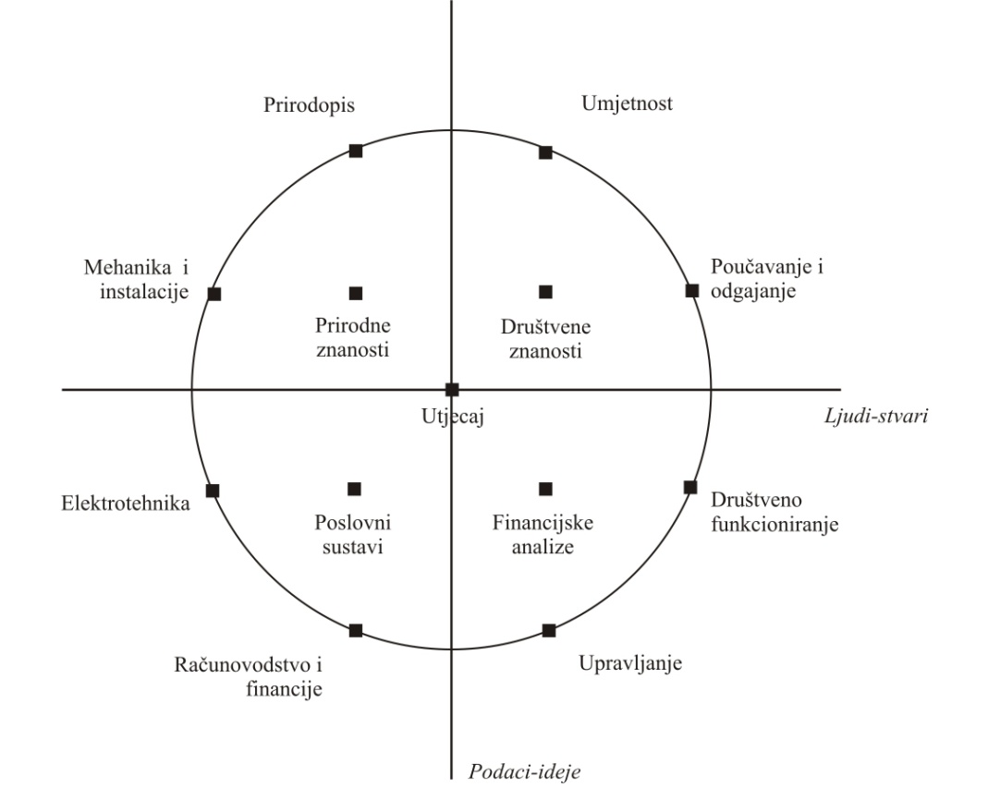 Prirodopis
Umjetnost
Mehanika i
instalacije
Poučavanje i
odgajanje
Prirodne
znanosti
Društvene
znanosti
Utjecaj
Ljudi-stvari
Elektrotehnika
Društveno
funkcioniranje
Poslovni
sustavi
Financijske
analize
Računovodstvo i
financije
Upravljanje
Podaci-ideje